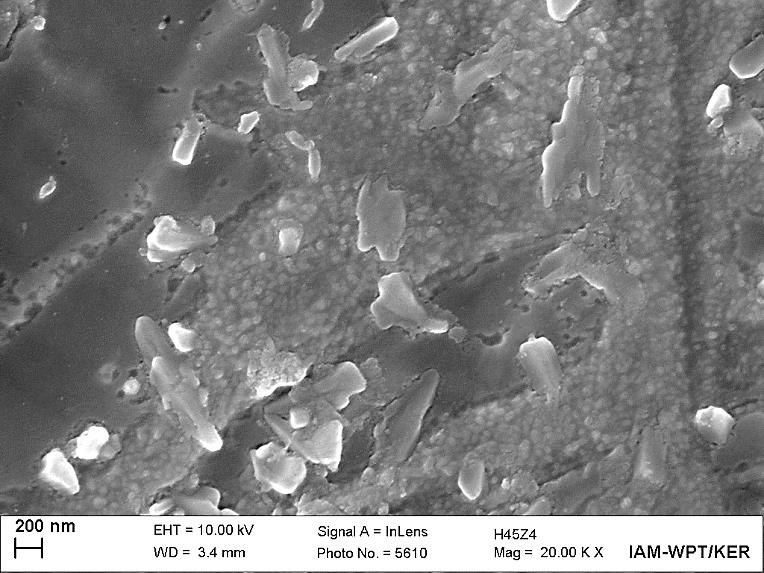 200 nm
EHT = 10.00 kV
WD = 3.4 mm
Signal A = InLens
Photo No. = 5610
H45Z4
Mag = 20.00 K X
IAM-WPT/KER